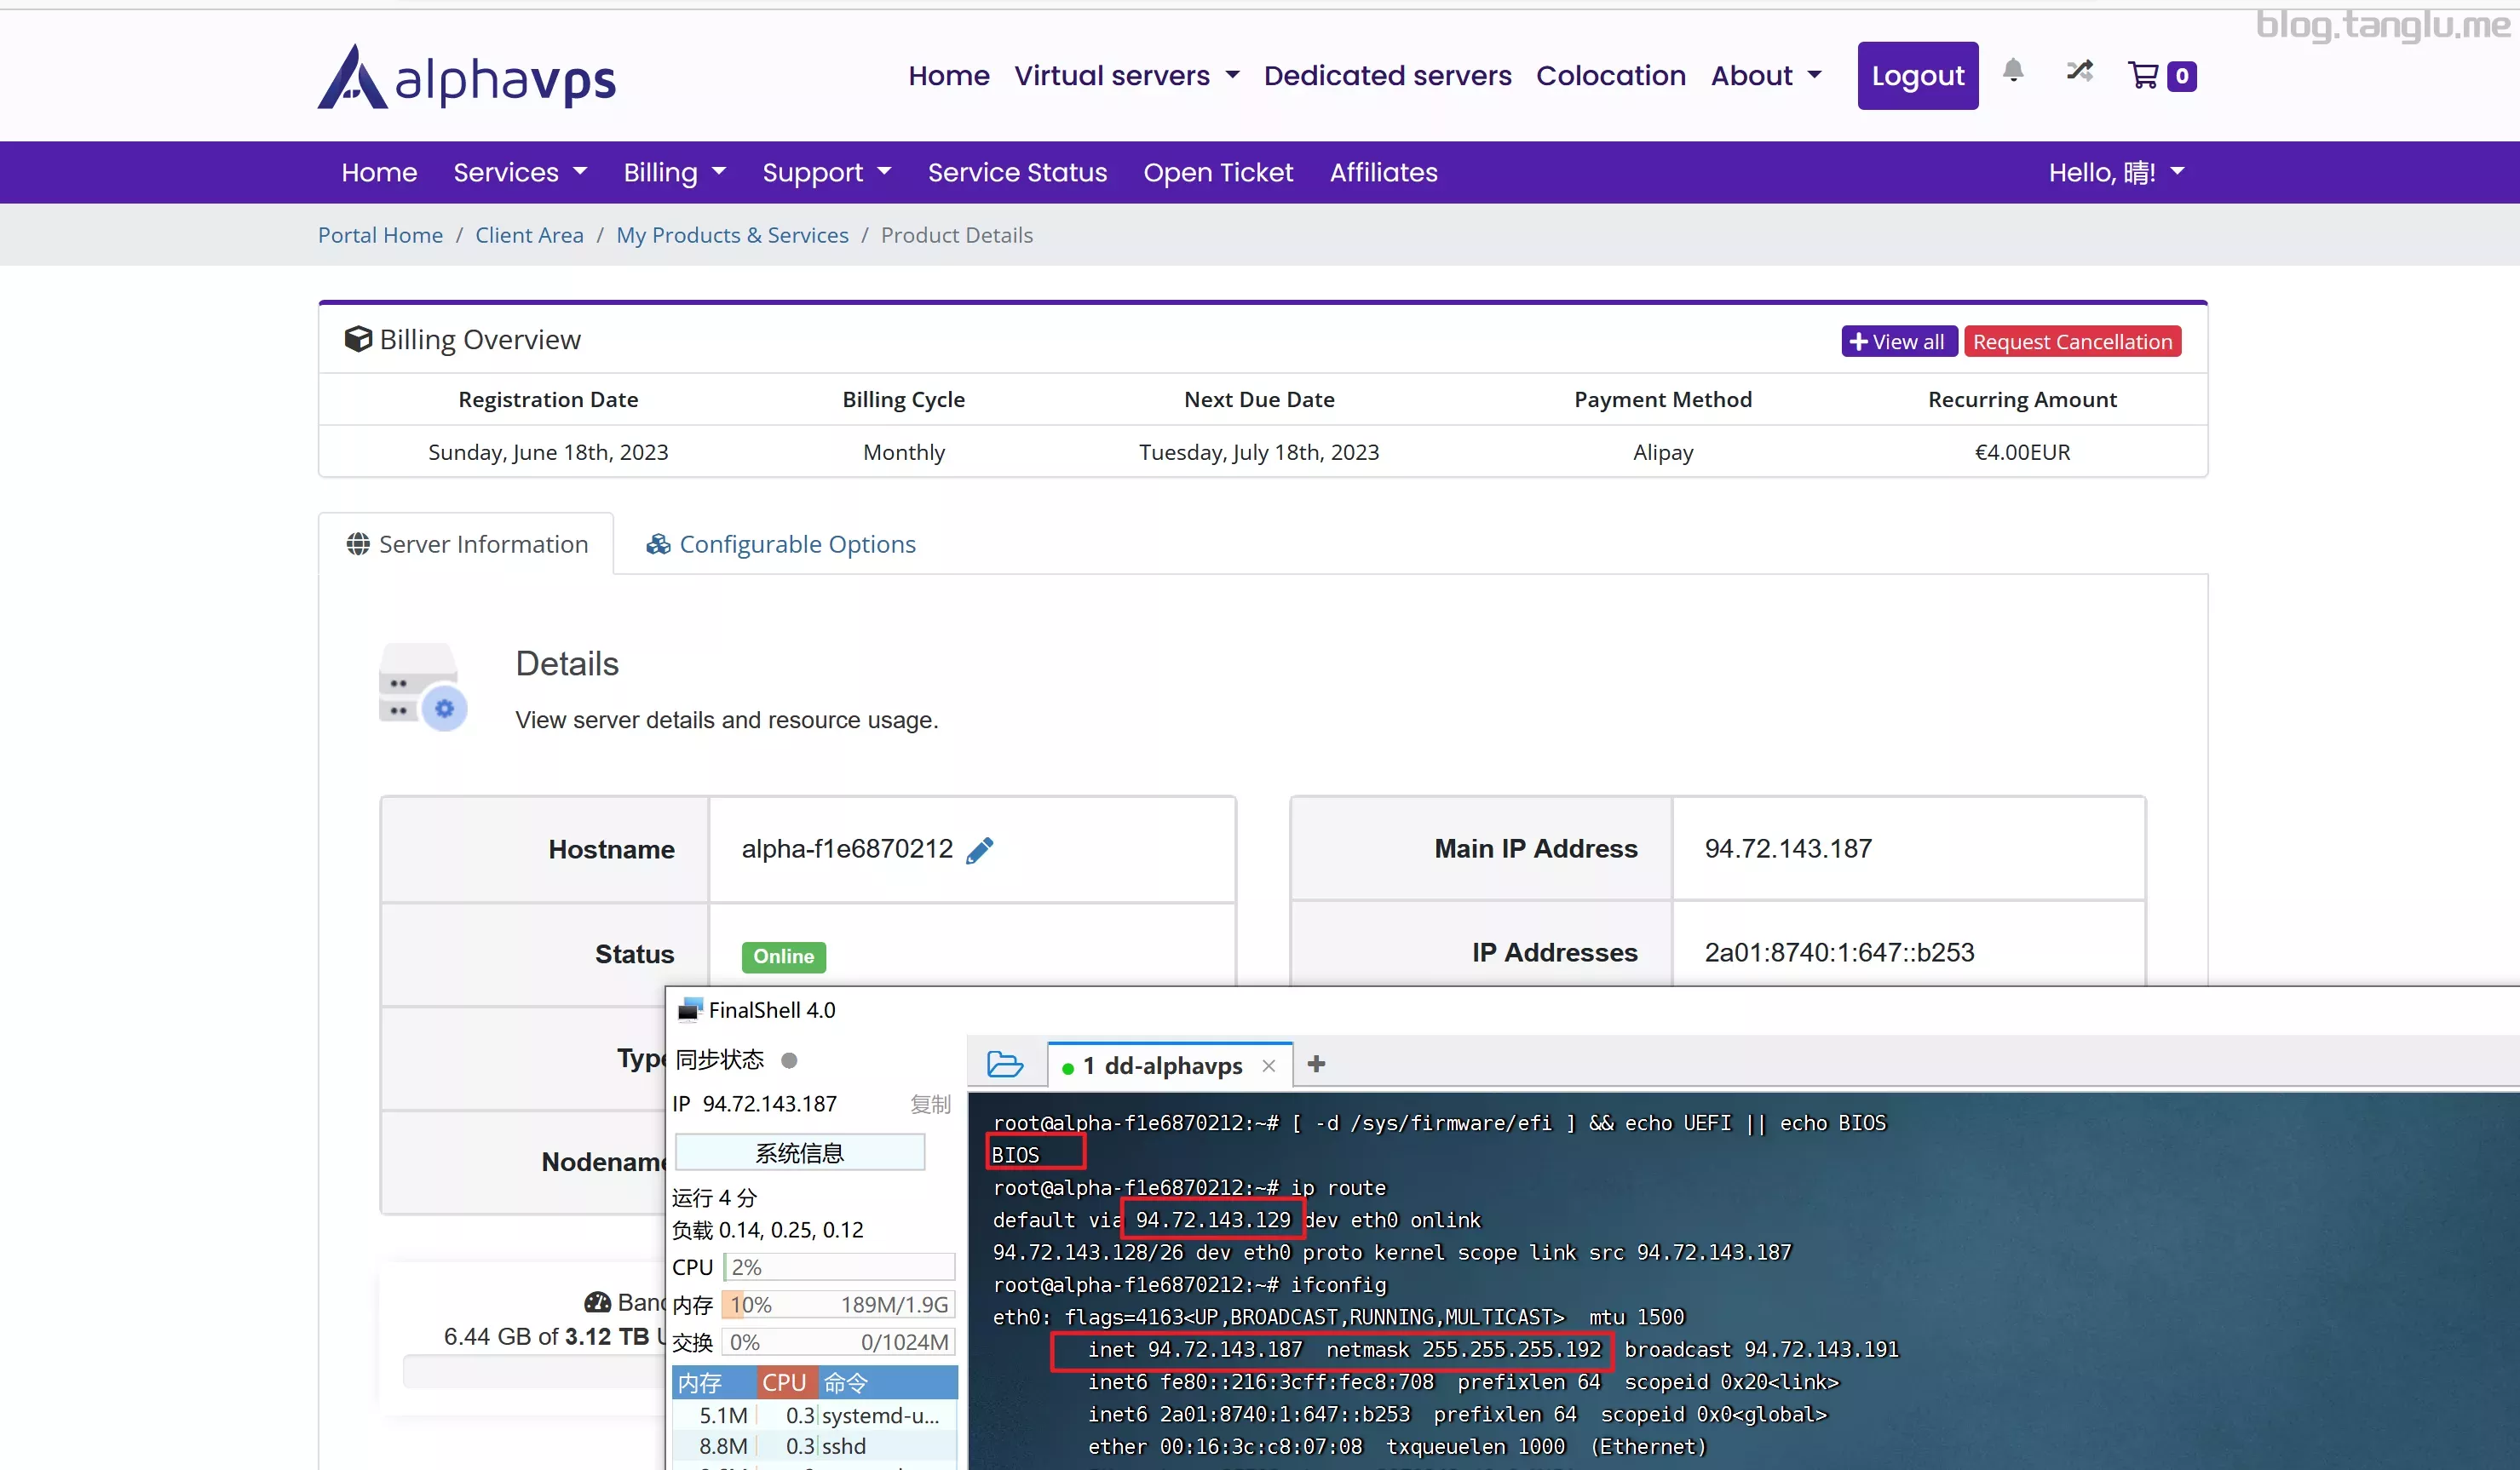 blog.tanglu.me
alphavps
Home Virtual servers Dedicated servers Colocation About Logout 0
Home Services Billing Support Service Status Open Ticket Affiliates Hello, 晴!
Portal Home / Client Area / My Products & Services / Product Details
Billing Overview View all Request Cancellation
Registration Date Billing Cycle Next Due Date Payment Method Recurring Amount
Sunday, June 18th, 2023 Monthly Tuesday, July 18th, 2023 Alipay €4.00EUR
Server Information Configurable Options
Details
View server details and resource usage.
Hostname alpha-f1e6870212 Main IP Address 94.72.143.187
Status Online IP Addresses 2a01:8740:1:647::b253
Type
Nodename
6.44 GB of 3.12 TB
FinalShell 4.0
同步状态
IP 94.72.143.187 复制
系统信息
运行 4 分
负载 0.14, 0.25, 0.12
CPU 2%
内存 10% 189M/1.9G
交换 0% 0/1024M
内存 CPU 命令
5.1M 0.3 systemd-u...
8.8M 0.3 sshd
1 dd-alphavps
root@alpha-f1e6870212:~# [ -d /sys/firmware/efi ] && echo UEFI || echo BIOS
BIOS
root@alpha-f1e6870212:~# ip route
default via 94.72.143.129 dev eth0 onlink
94.72.143.128/26 dev eth0 proto kernel scope link src 94.72.143.187
root@alpha-f1e6870212:~# ifconfig
eth0: flags=4163<UP,BROADCAST,RUNNING,MULTICAST> mtu 1500
inet 94.72.143.187 netmask 255.255.255.192 broadcast 94.72.143.191
inet6 fe80::216:3cff:fec8:708 prefixlen 64 scopeid 0x20<link>
inet6 2a01:8740:1:647::b253 prefixlen 64 scopeid 0x0<global>
ether 00:16:3c:c8:07:08 txqueuelen 1000 (Ethernet)